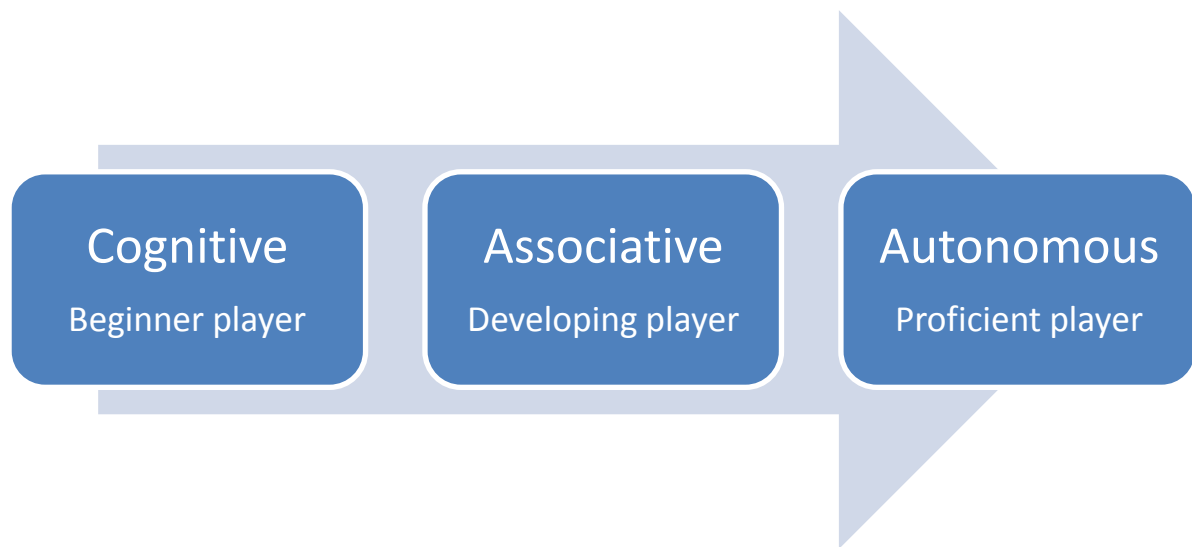 Cognitive
Beginner player
Associative
Developing player
Autonomous
Proficient player